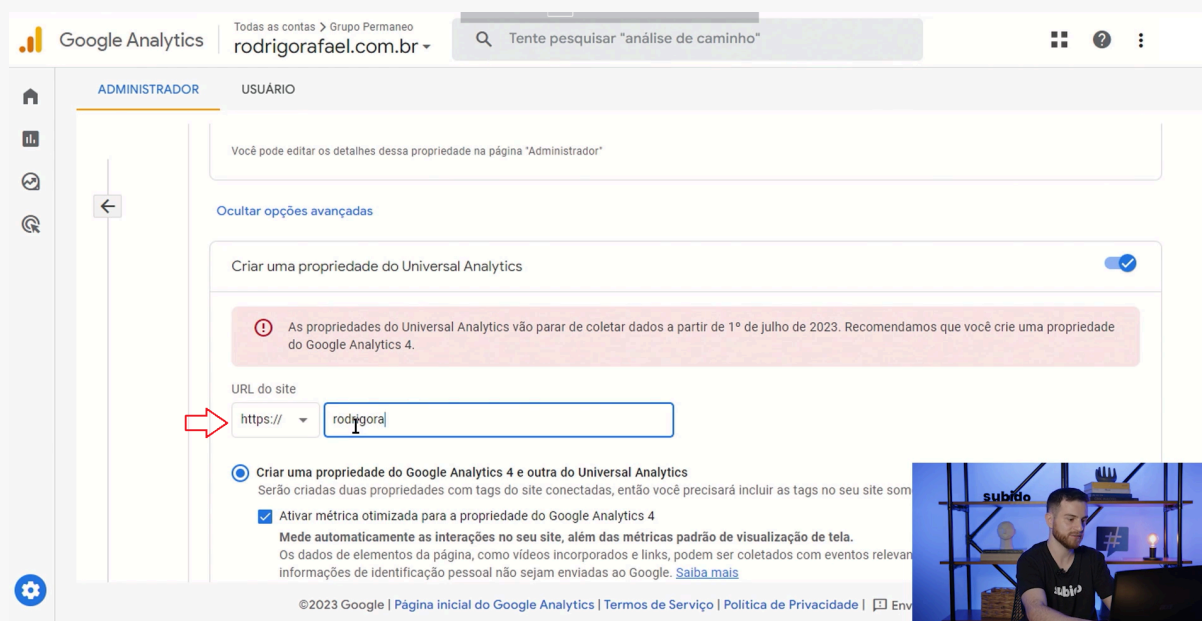 Google Analytics
Todas as contas > Grupo Permaneo
rodrigorafael.com.br
Tente pesquisar "análise de caminho"
ADMINISTRADOR
USUÁRIO
Você pode editar os detalhes dessa propriedade na página "Administrador"
Ocultar opções avançadas
Criar uma propriedade do Universal Analytics
As propriedades do Universal Analytics vão parar de coletar dados a partir de 1º de julho de 2023. Recomendamos que você crie uma propriedade
do Google Analytics 4.
URL do site
https://
rodrigora
Criar uma propriedade do Google Analytics 4 e outra do Universal Analytics
Serão criadas duas propriedades com tags do site conectadas, então você precisará incluir as tags no seu site som
Ativar métrica otimizada para a propriedade do Google Analytics 4
Mede automaticamente as interações no seu site, além das métricas padrão de visualização de tela.
Os dados de elementos da página, como vídeos incorporados e links, podem ser coletados com eventos relevan
informações de identificação pessoal não sejam enviadas ao Google. Saiba mais
©2023 Google | Página inicial do Google Analytics | Termos de Serviço | Política de Privacidade | Env
subido
#
subido